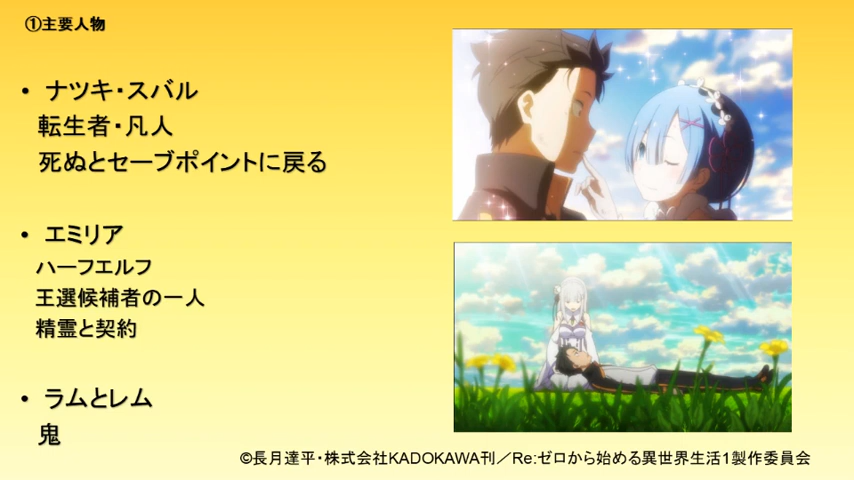 ①主要人物
• ナツキ・スバル
転生者・凡人
死ぬとセーブポイントに戻る
• エミリア
ハーフエルフ
王選候補者の一人
精霊と契約
• ラムとレム
鬼
©長月達平・株式会社KADOKAWA刊／Re:ゼロから始める異世界生活1製作委員会